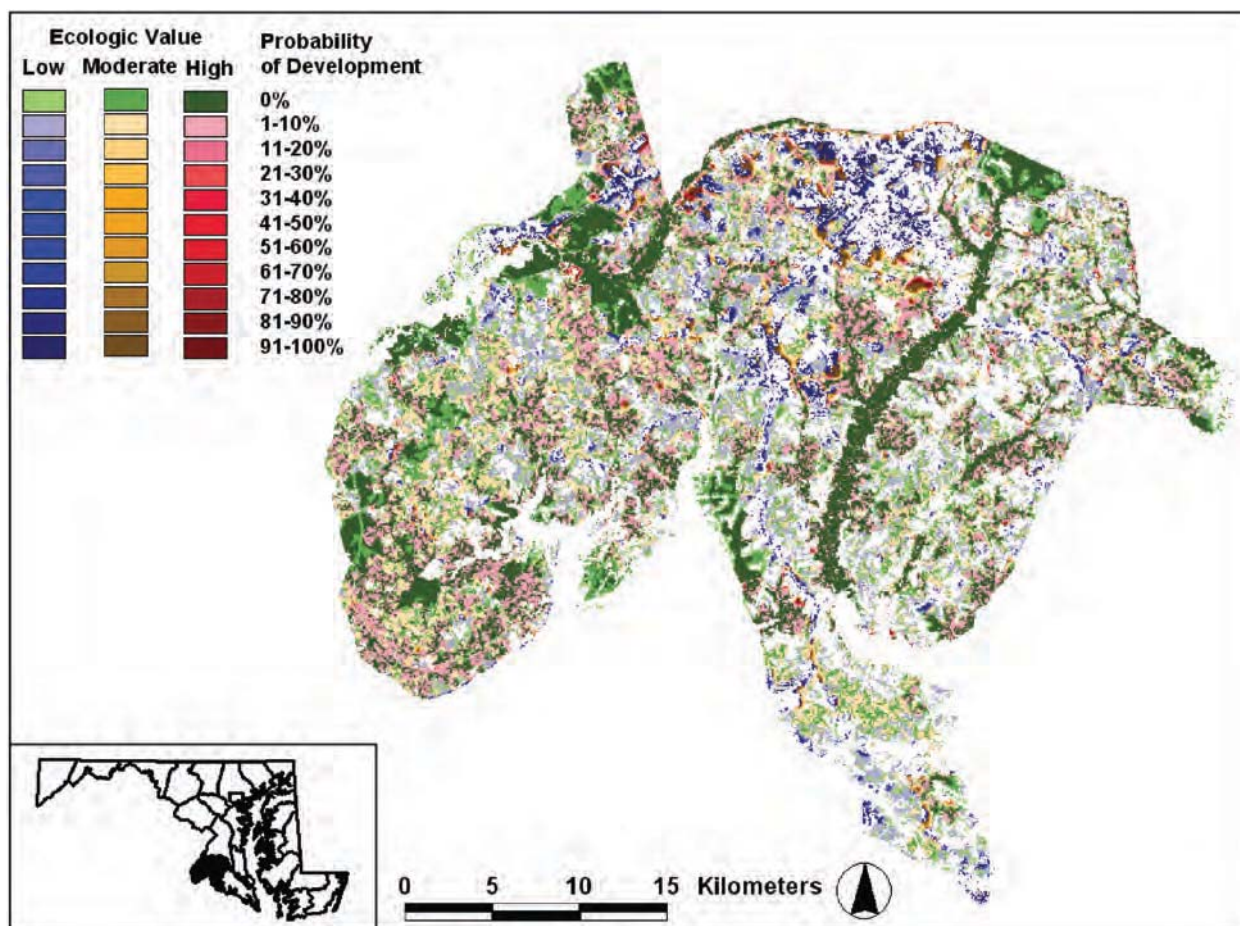 Ecologic Value
Low Moderate High
Probability
of Development
0%
1-10%
11-20%
21-30%
31-40%
41-50%
51-60%
61-70%
71-80%
81-90%
91-100%
0 5 10 15 Kilometers